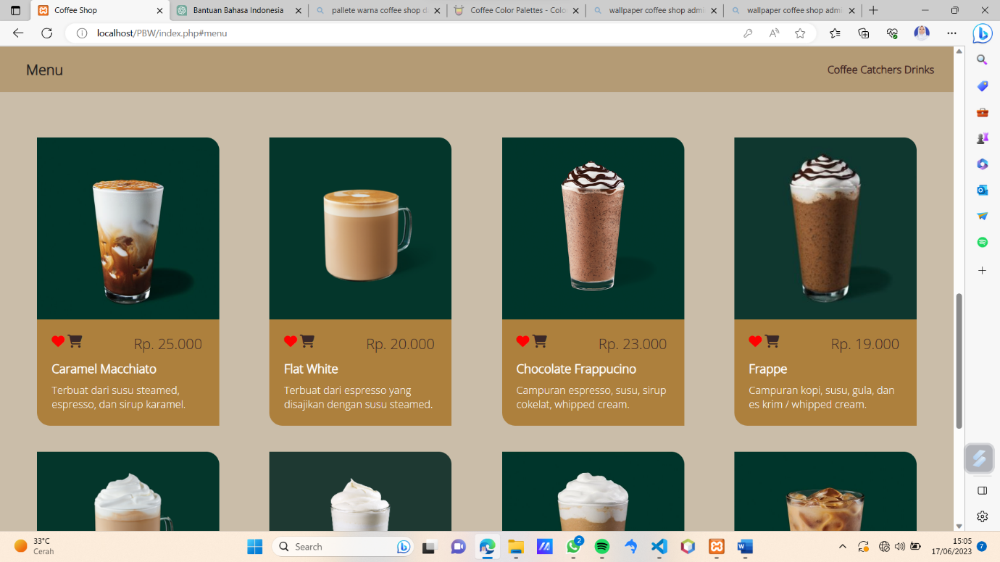 Coffee Shop
Bantuan Bahasa Indonesia
pallete warna coffee shop d
Coffee Color Palettes - Colo
wallpaper coffee shop admi
wallpaper coffee shop admi
localhost/PBW/index.php#menu
Menu
Coffee Catchers Drinks
Rp. 25.000
Caramel Macchiato
Terbuat dari susu steamed,
espresso, dan sirup karamel.
Rp. 20.000
Flat White
Terbuat dari espresso yang
disajikan dengan susu steamed.
Rp. 23.000
Chocolate Frappucino
Campuran espresso, susu, sirup
cokelat, whipped cream.
Rp. 19.000
Frappe
Campuran kopi, susu, gula, dan
es krim / whipped cream.
33°C
Cerah
Search
2
15:05
17/06/2023
7